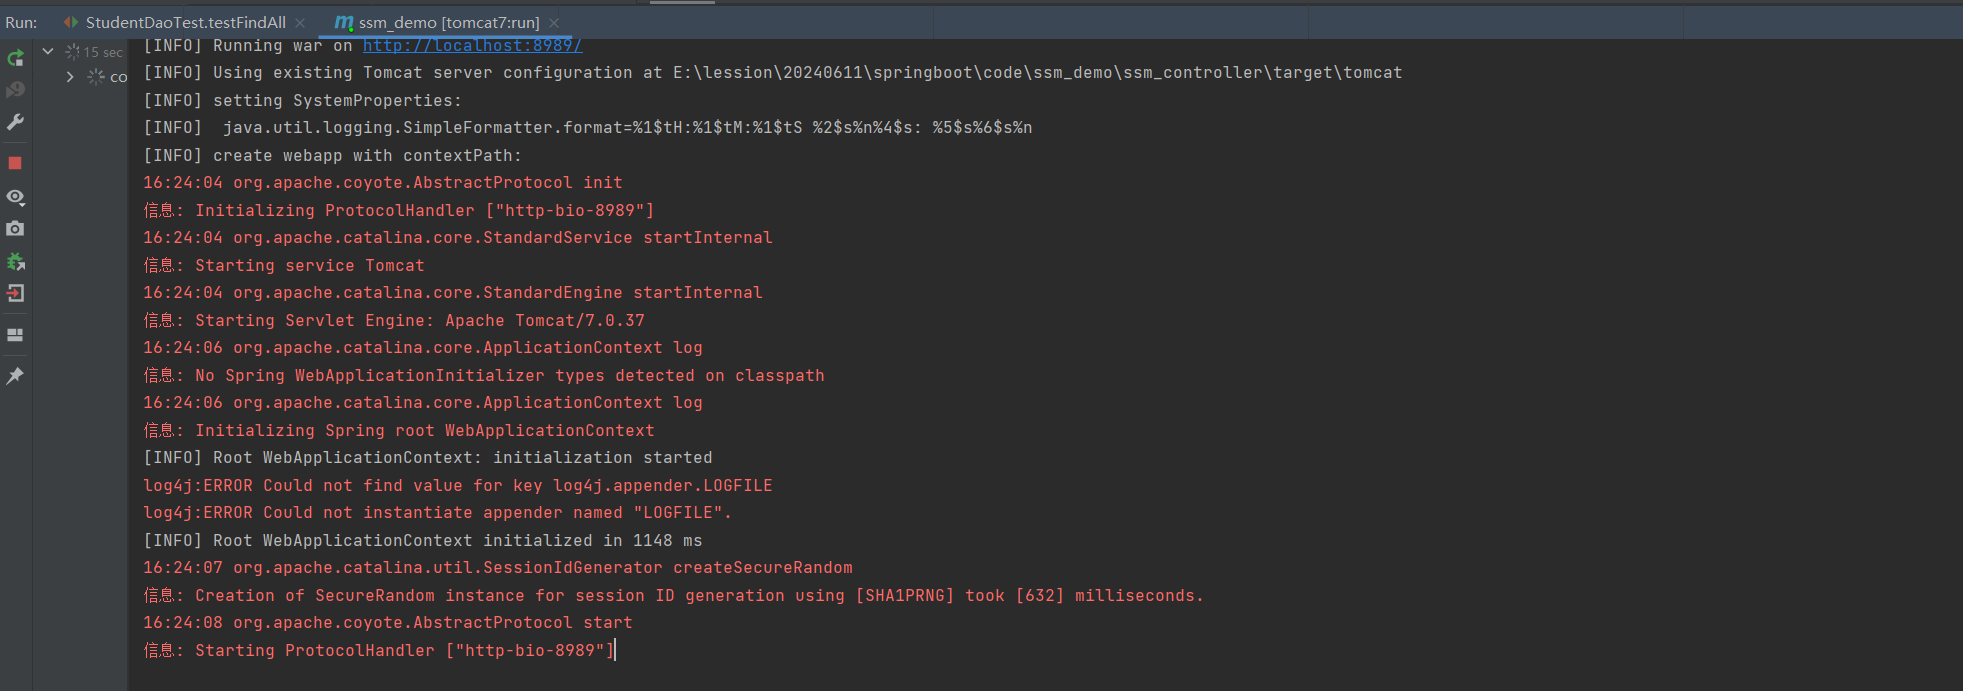 Run: StudentDaoTest.testFindAll × ssm_demo [tomcat7:run] ×
15 sec
co
[INFO] Running war on http://localhost:8989/
[INFO] Using existing Tomcat server configuration at E:\lession\20240611\springboot\code\ssm_demo\ssm_controller\target\tomcat
[INFO] setting SystemProperties:
[INFO]  java.util.logging.SimpleFormatter.format=%1$tH:%1$tM:%1$tS %2$s%n%4$s: %5$s%6$s%n
[INFO] create webapp with contextPath:
16:24:04 org.apache.coyote.AbstractProtocol init
信息: Initializing ProtocolHandler ["http-bio-8989"]
16:24:04 org.apache.catalina.core.StandardService startInternal
信息: Starting service Tomcat
16:24:04 org.apache.catalina.core.StandardEngine startInternal
信息: Starting Servlet Engine: Apache Tomcat/7.0.37
16:24:06 org.apache.catalina.core.ApplicationContext log
信息: No Spring WebApplicationInitializer types detected on classpath
16:24:06 org.apache.catalina.core.ApplicationContext log
信息: Initializing Spring root WebApplicationContext
[INFO] Root WebApplicationContext: initialization started
log4j:ERROR Could not find value for key log4j.appender.LOGFILE
log4j:ERROR Could not instantiate appender named "LOGFILE".
[INFO] Root WebApplicationContext initialized in 1148 ms
16:24:07 org.apache.catalina.util.SessionIdGenerator createSecureRandom
信息: Creation of SecureRandom instance for session ID generation using [SHA1PRNG] took [632] milliseconds.
16:24:08 org.apache.coyote.AbstractProtocol start
信息: Starting ProtocolHandler ["http-bio-8989"]